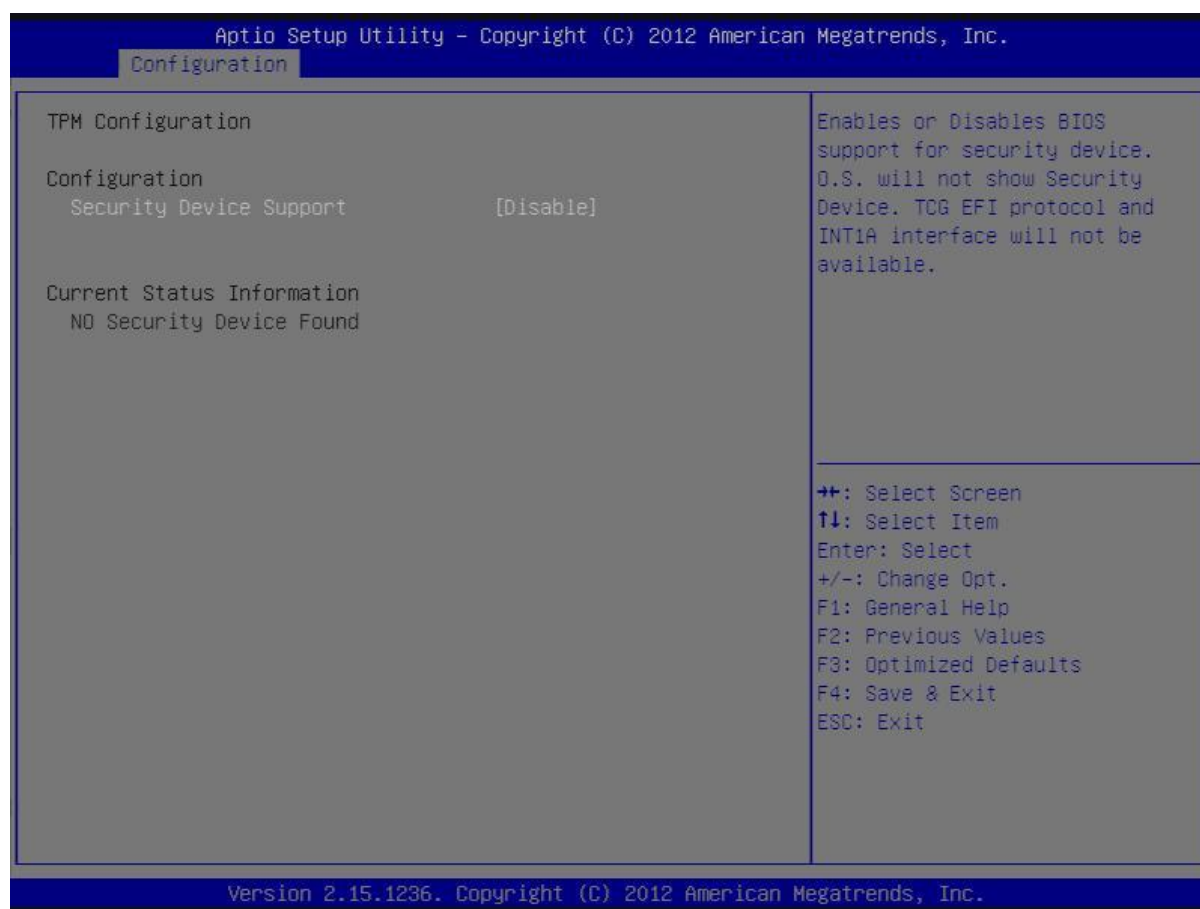 Aptio Setup Utility – Copyright (C) 2012 American Megatrends, Inc.
Configuration
TPM Configuration
Configuration
Security Device Support [Disable]
Current Status Information
NO Security Device Found
Enables or Disables BIOS
support for security device.
O.S. will not show Security
Device. TCG EFI protocol and
INT1A interface will not be
available.
→←: Select Screen
↑↓: Select Item
Enter: Select
+/-: Change Opt.
F1: General Help
F2: Previous Values
F3: Optimized Defaults
F4: Save & Exit
ESC: Exit
Version 2.15.1236. Copyright (C) 2012 American Megatrends, Inc.